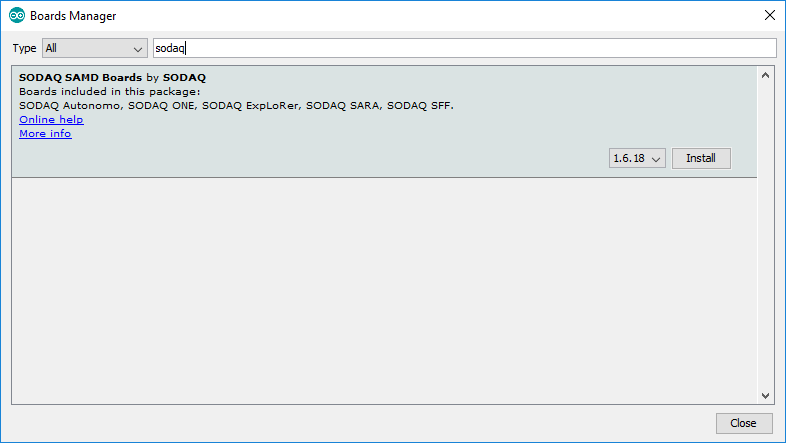 Boards Manager
Type All sodaq
SODAQ SAMD Boards by SODAQ
Boards included in this package:
SODAQ Autonomo, SODAQ ONE, SODAQ ExpLoRer, SODAQ SARA, SODAQ SFF.
Online help
More info
1.6.18 Install
Close